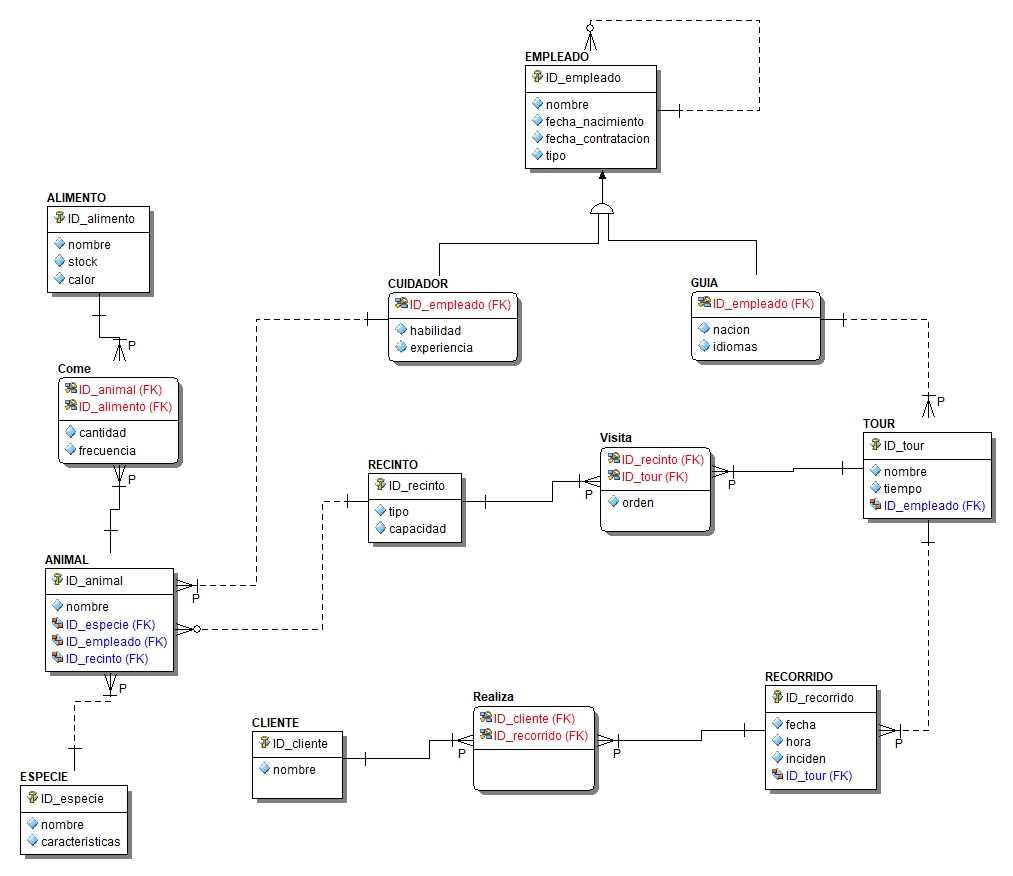 EMPLEADO
ID_empleado
nombre
fecha_nacimiento
fecha_contratacion
tipo
ALIMENTO
ID_alimento
nombre
stock
calor
CUIDADOR
ID_empleado (FK)
habilidad
experiencia
GUIA
ID_empleado (FK)
nacion
idiomas
P
P
Come
ID_animal (FK)
ID_alimento (FK)
cantidad
frecuencia
P
RECINTO
ID_recinto
tipo
capacidad
Visita
ID_recinto (FK)
ID_tour (FK)
orden
P
P
TOUR
ID_tour
nombre
tiempo
ID_empleado (FK)
ANIMAL
ID_animal
nombre
ID_especie (FK)
ID_empleado (FK)
ID_recinto (FK)
P
P
CLIENTE
ID_cliente
nombre
Realiza
ID_cliente (FK)
ID_recorrido (FK)
P
P
RECORRIDO
ID_recorrido
fecha
hora
inciden
ID_tour (FK)
P
ESPECIE
ID_especie
nombre
caracteristicas